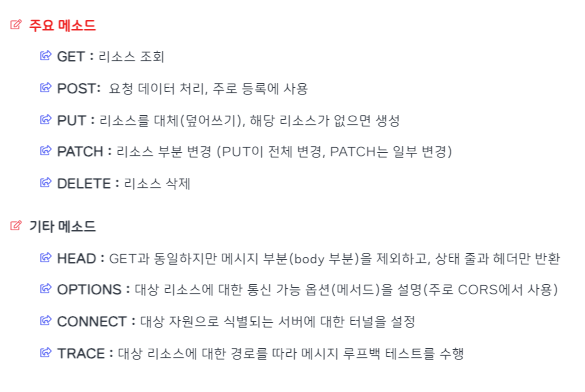 주요 메소드
GET : 리소스 조회
POST: 요청 데이터 처리, 주로 등록에 사용
PUT : 리소스를 대체(덮어쓰기), 해당 리소스가 없으면 생성
PATCH : 리소스 부분 변경 (PUT이 전체 변경, PATCH는 일부 변경)
DELETE : 리소스 삭제
기타 메소드
HEAD : GET과 동일하지만 메시지 부분(body 부분)을 제외하고, 상태 줄과 헤더만 반환
OPTIONS : 대상 리소스에 대한 통신 가능 옵션(메서드)을 설명(주로 CORS에서 사용)
CONNECT : 대상 자원으로 식별되는 서버에 대한 터널을 설정
TRACE : 대상 리소스에 대한 경로를 따라 메시지 루프백 테스트를 수행